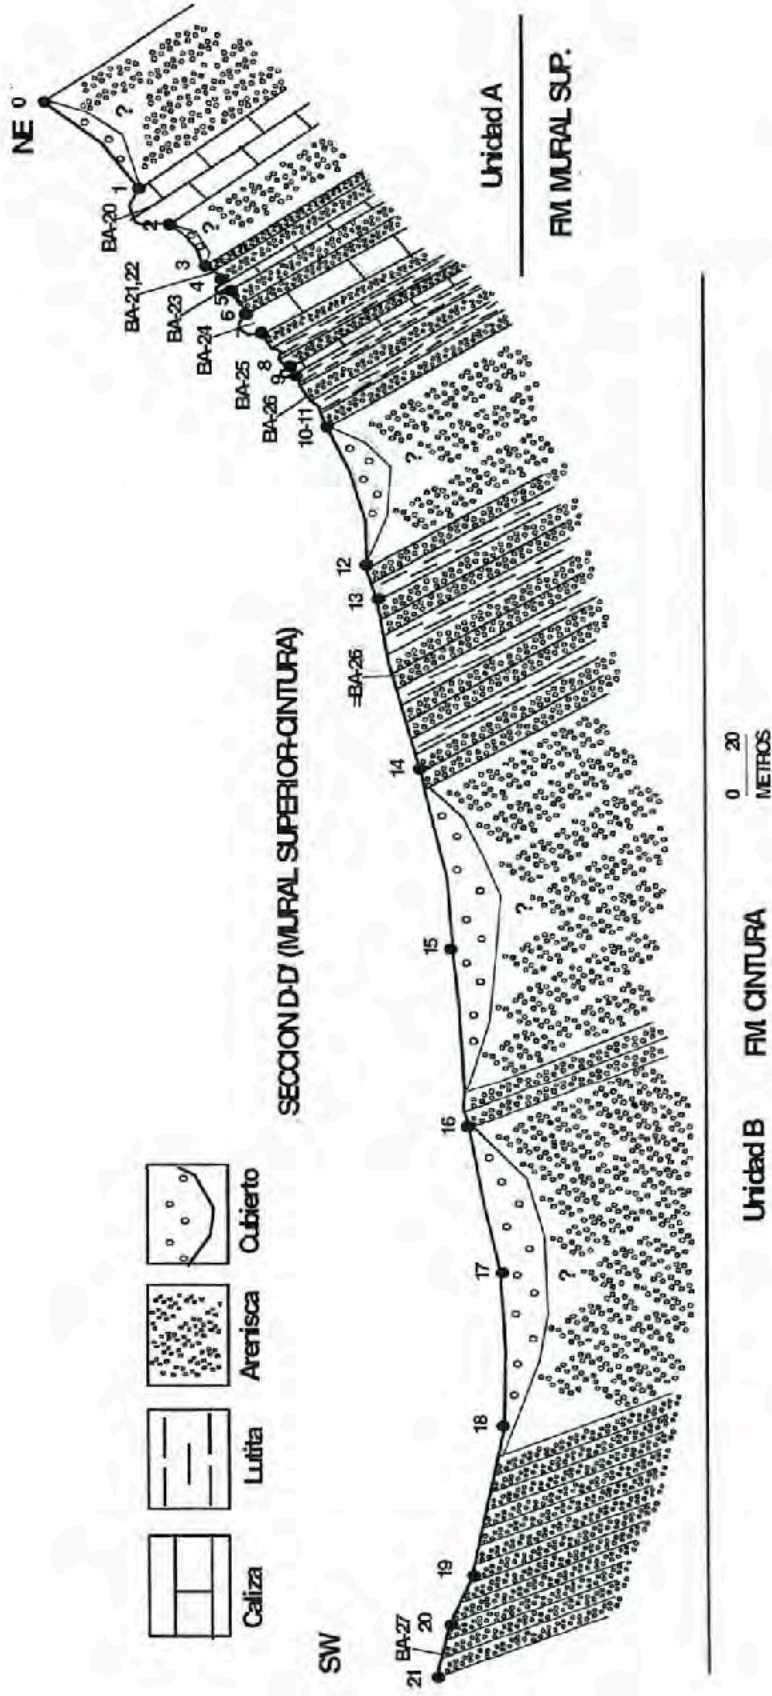 NE 0
1
BA-20
2
?
?
3
BA-21,22
4
BA-23
5
6
BA-24
8
BA-25
9
BA-26
10-11
?
12
13
=BA-26
14
15
?
16
17
?
18
19
20
BA-27
21
SW
SECCION D-D' (MURAL SUPERIOR-CINTURA)
Caliza
Lutita
Arenisca
Cubierto
Unidad A
FM. MURAL SUP.
Unidad B FM. CINTURA
0 20
METROS